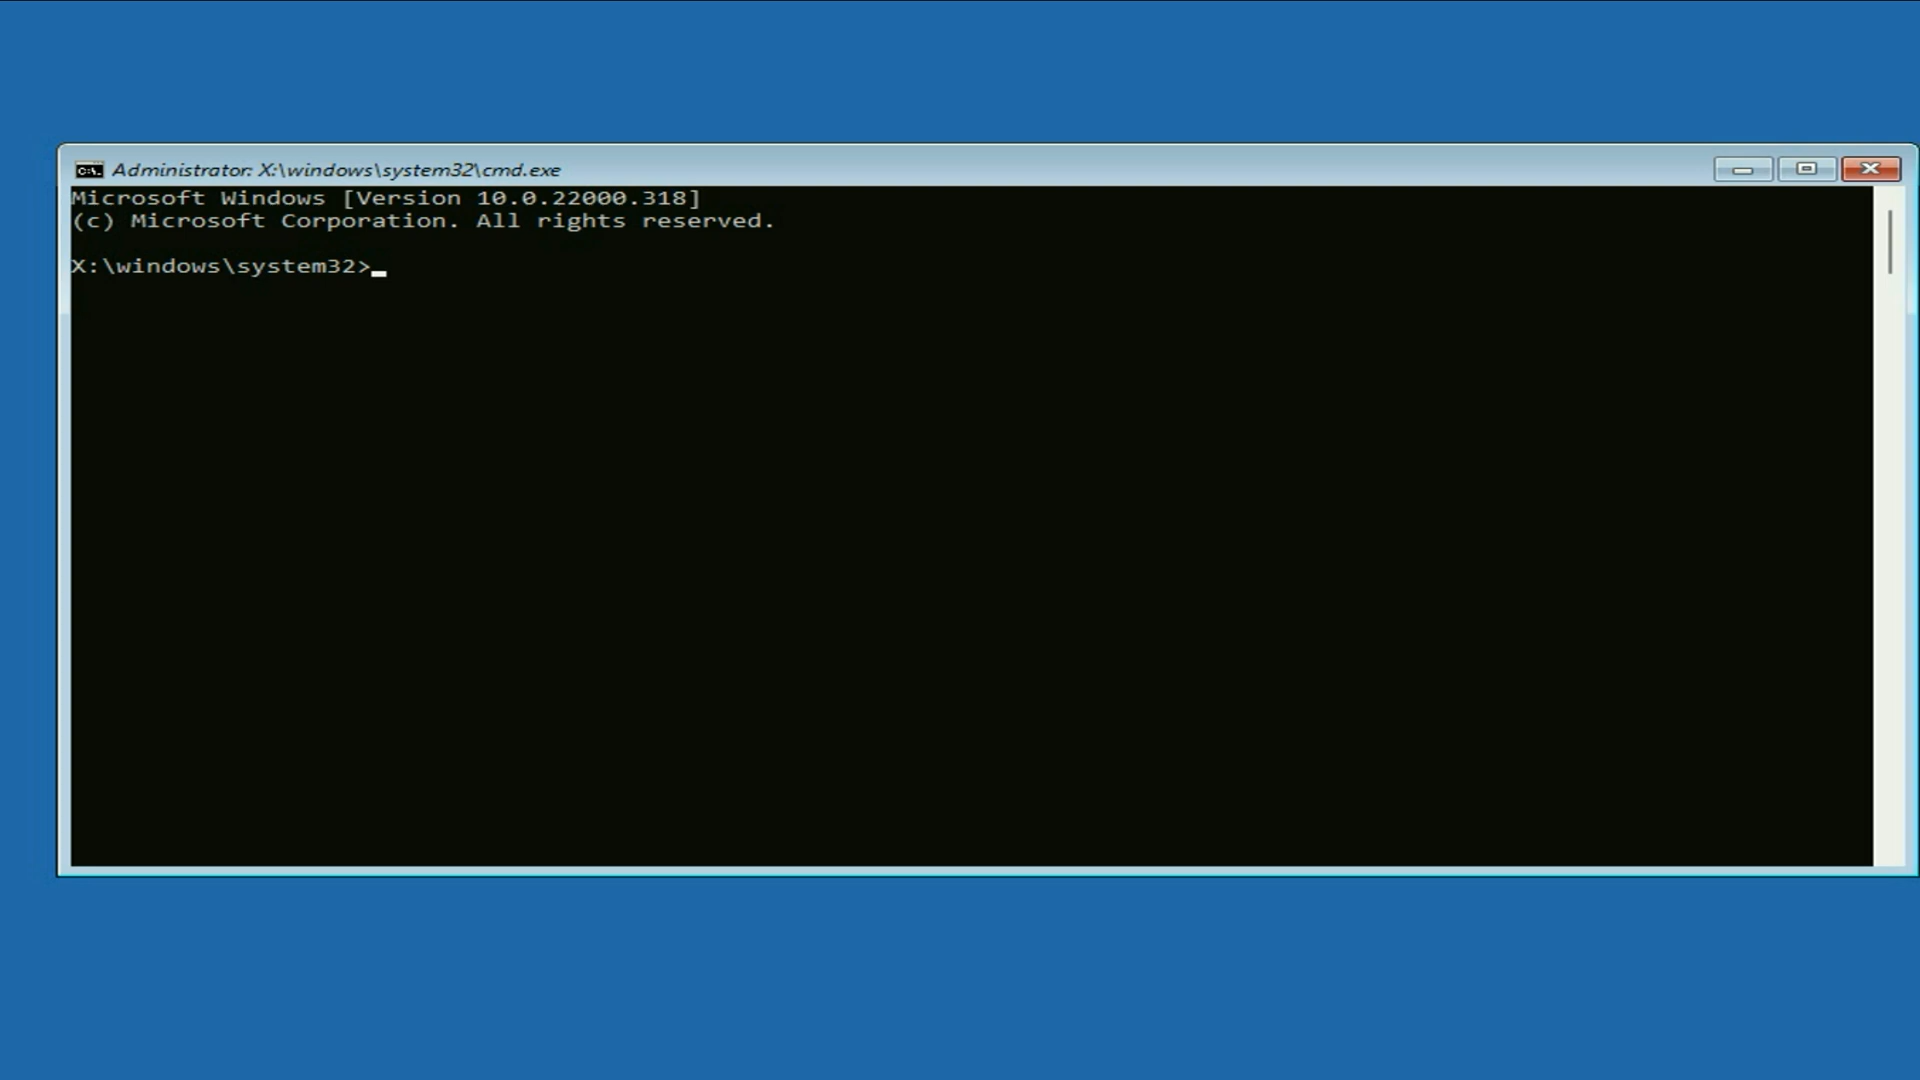 Administrator: X:\windows\system32\cmd.exe
Microsoft Windows [Version 10.0.22000.318]
(c) Microsoft Corporation. All rights reserved.
X:\windows\system32>